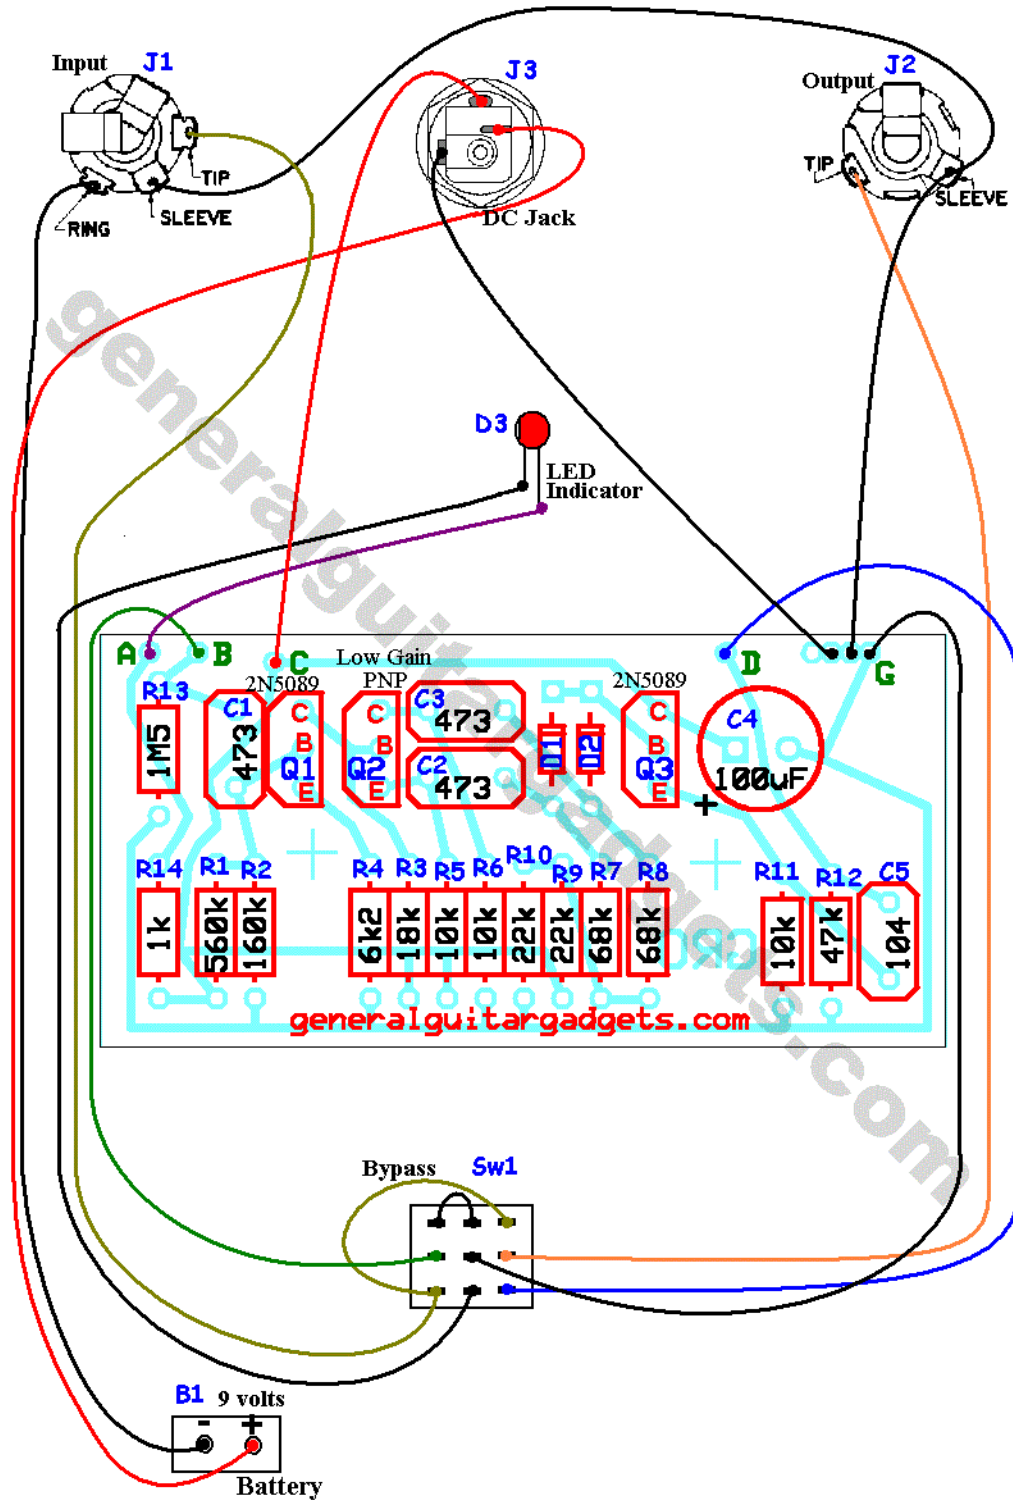 Input J1
J3
J2
Output
TIP
RING
SLEEVE
DC Jack
TIP
SLEEVE
generalguitargadgets.com
D3
LED
Indicator
A B C D G
Low Gain
2N5089 PNP 2N5089
R13 C1 C3 C4
C B E C B E C B E
1M5 473 473 D1 D2
Q1 Q2 C2 Q3
473 100uF
+
R14 R1 R2 R4 R3 R5 R6 R10 R9 R7 R8 R11 R12 C5
1k 560k 160k 6k2 18k 10k 10k 22k 22k 68k 68k 10k 47k 104
generalguitargadgets.com
Bypass Sw1
B1 9 volts
- +
Battery